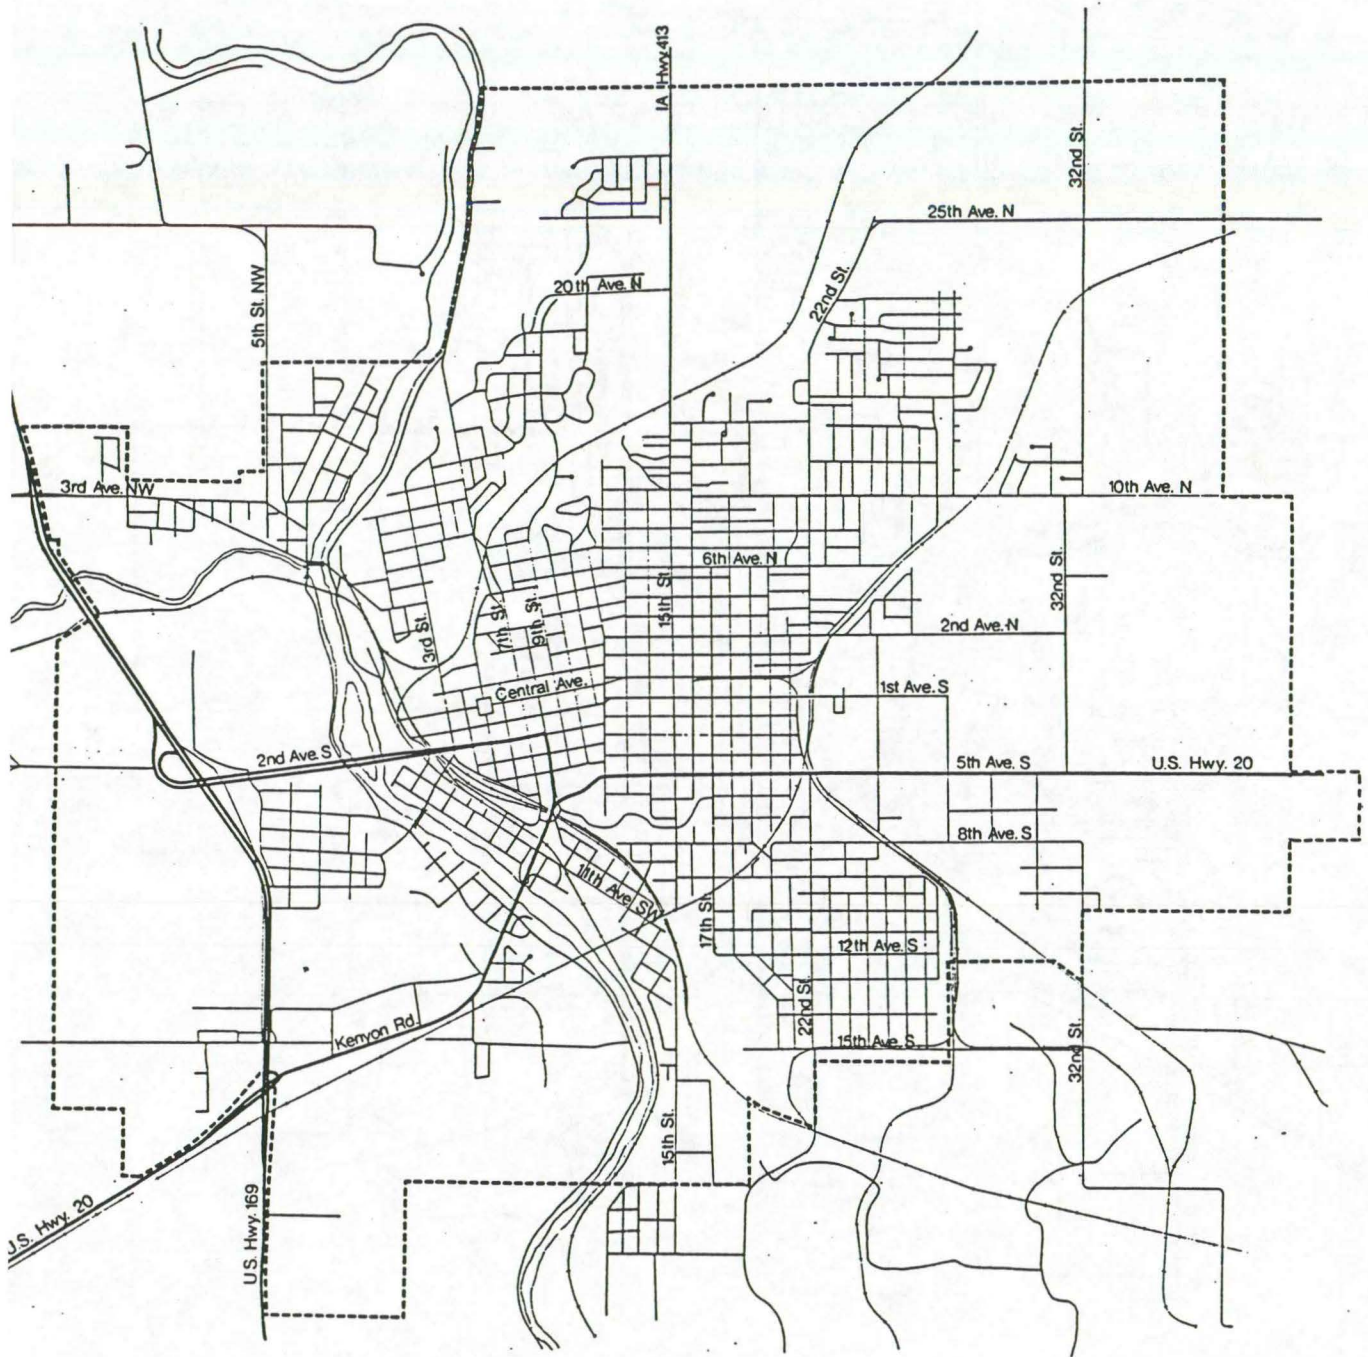 IA Hwy. 413
32nd St.
25th Ave. N
5th St. NW
22nd St.
20th Ave. N
3rd Ave. NW
10th Ave. N
6th Ave. N
32nd St.
15th St.
3rd St.
7th St.
9th St.
2nd Ave. N
Central Ave.
1st Ave. S
2nd Ave. S
5th Ave. S
U.S. Hwy. 20
8th Ave. S
11th Ave. SW
17th St.
12th Ave. S
22nd St.
Kenyon Rd.
15th Ave. S
32nd St.
15th St.
U.S. Hwy. 20
U.S. Hwy. 169